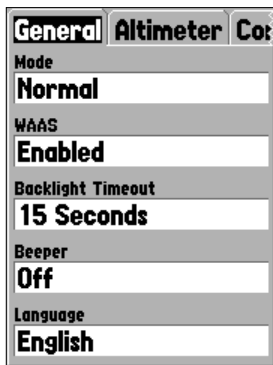 General Altimeter
Mode
Normal
WAAS
Enabled
Backlight Timeout
15 Seconds
Beeper
Off
Language
English